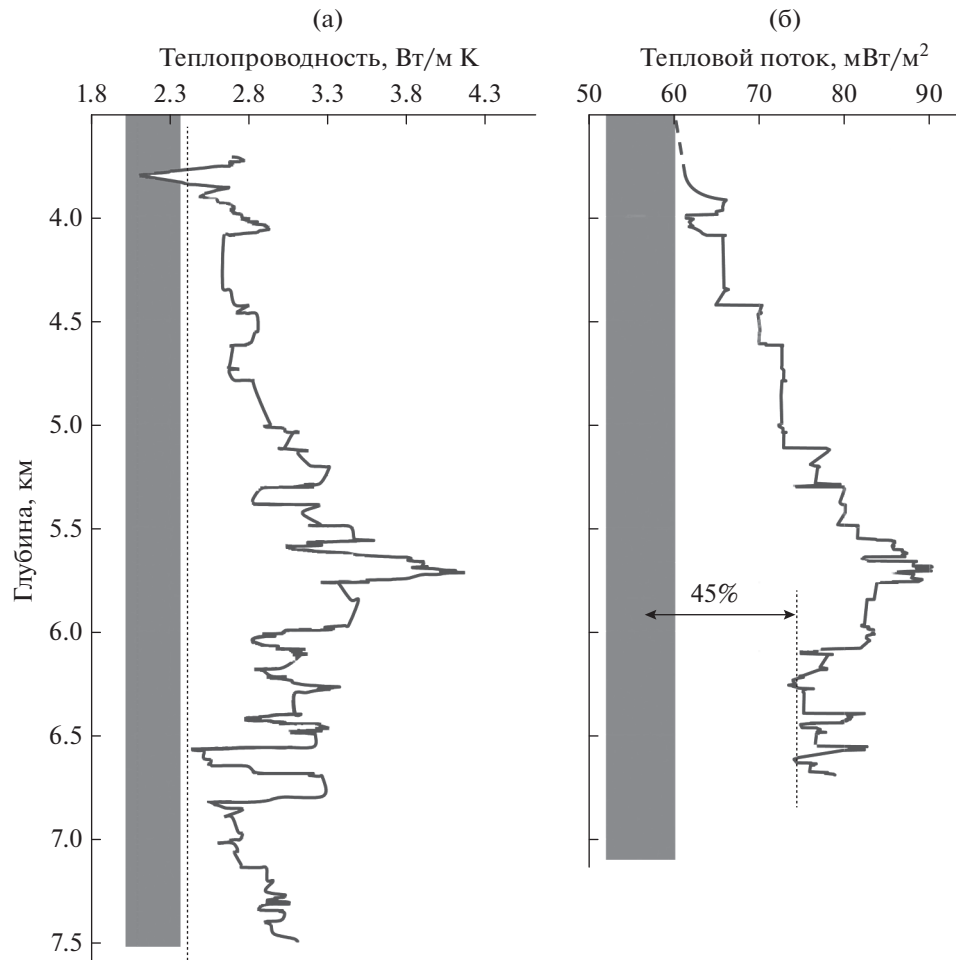 (а)
Теплопроводность, Вт/м K
1.8 2.3 2.8 3.3 3.8 4.3
(б)
Тепловой поток, мВт/м²
50 60 70 80 90
Глубина, км
4.0
4.5
5.0
5.5
6.0
6.5
7.0
7.5
45%